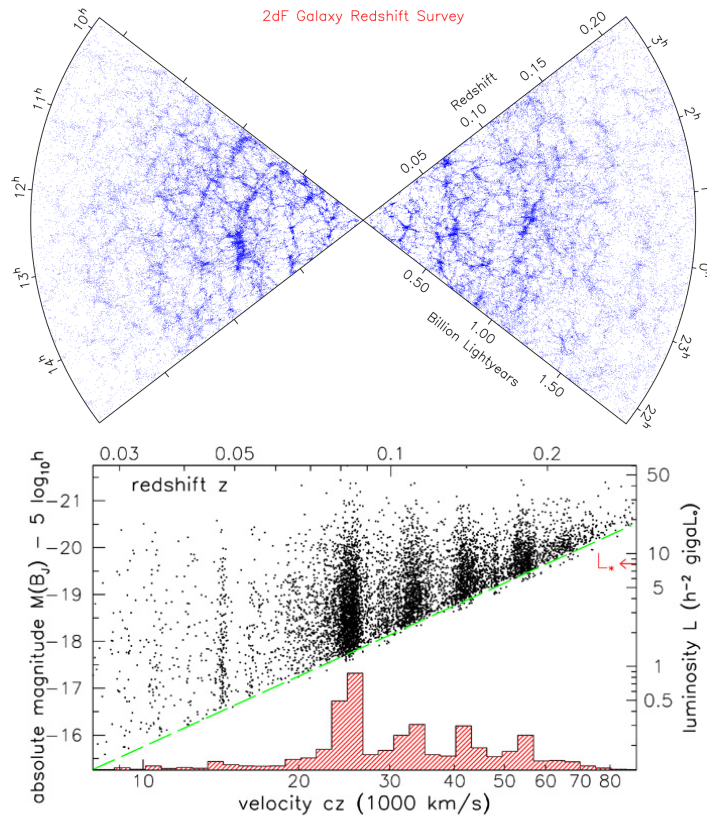 2dF Galaxy Redshift Survey
10h
11h
12h
13h
14h
Redshift
0.05
0.10
0.15
0.20
3h
2h
1
0h
23h
22h
0.50
1.00
1.50
Billion Lightyears
0.03
0.05
0.1
0.2
redshift z
absolute magnitude M(BJ) − 5 log10h
-21
-20
-19
-18
-17
-16
50
10
5
1
0.5
L*
luminosity L (h⁻² gigaL⋆)
10
20
30
40
50
60
70
80
velocity cz (1000 km/s)